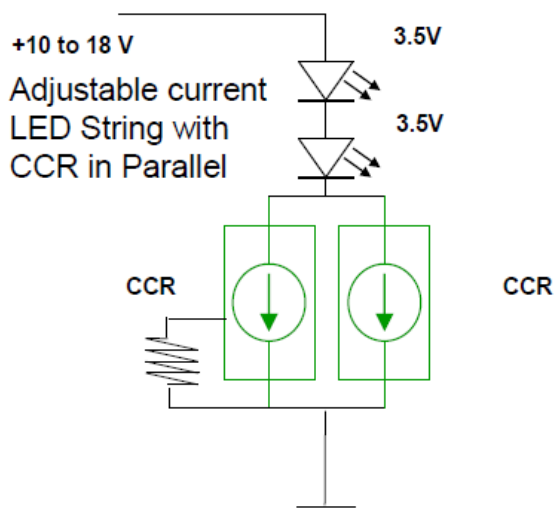 +10 to 18 V
3.5V
Adjustable current
LED String with
CCR in Parallel
3.5V
CCR
CCR